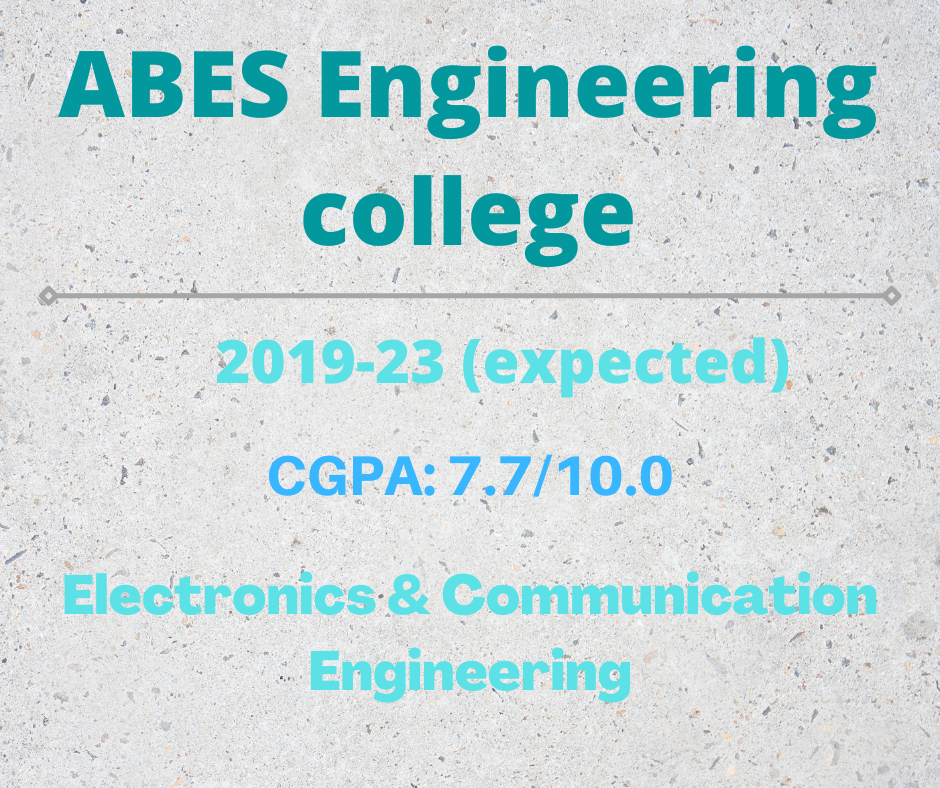 ABES Engineering
college
2019-23 (expected)
CGPA: 7.7/10.0
Electronics & Communication
Engineering